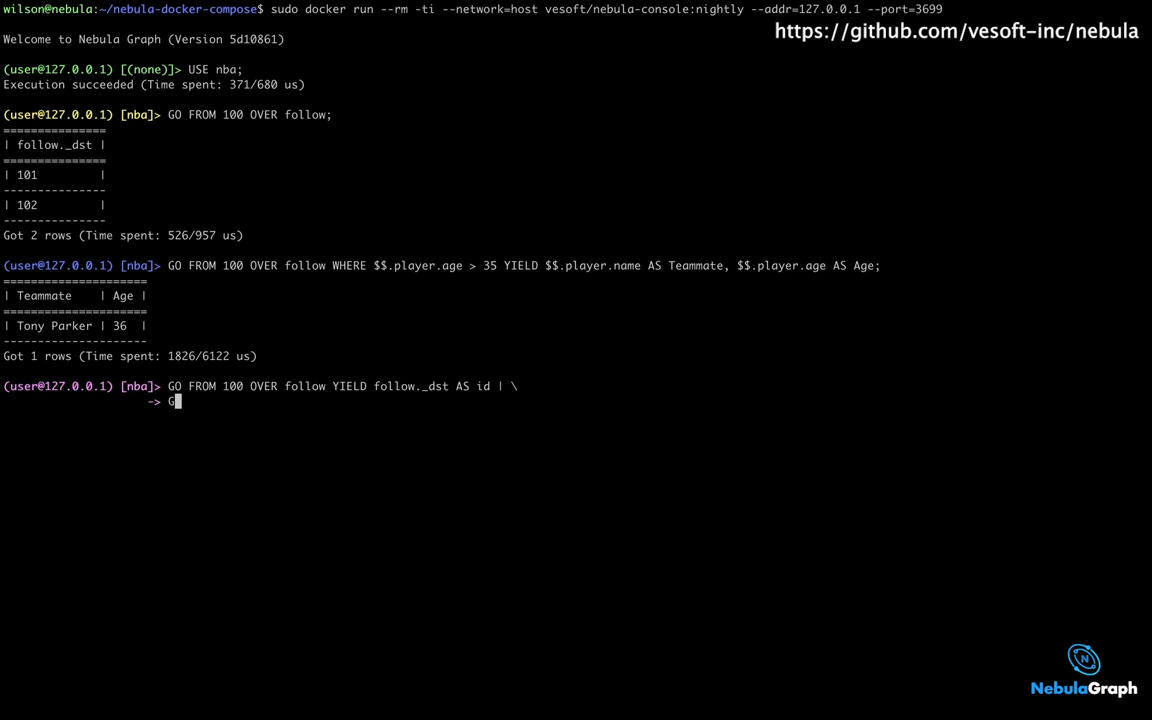 wilson@nebula:~/nebula-docker-compose$ sudo docker run --rm -ti --network=host vesoft/nebula-console:nightly --addr=127.0.0.1 --port=3699
https://github.com/vesoft-inc/nebula
Welcome to Nebula Graph (Version 5d10861)
(user@127.0.0.1) [(none)]> USE nba;
Execution succeeded (Time spent: 371/680 us)
(user@127.0.0.1) [nba]> GO FROM 100 OVER follow;
===============
| follow._dst |
===============
| 101         |
---------------
| 102         |
---------------
Got 2 rows (Time spent: 526/957 us)
(user@127.0.0.1) [nba]> GO FROM 100 OVER follow WHERE $$.player.age > 35 YIELD $$.player.name AS Teammate, $$.player.age AS Age;
=====================
| Teammate    | Age |
=====================
| Tony Parker | 36  |
---------------------
Got 1 rows (Time spent: 1826/6122 us)
(user@127.0.0.1) [nba]> GO FROM 100 OVER follow YIELD follow._dst AS id | \
-> G
NebulaGraph